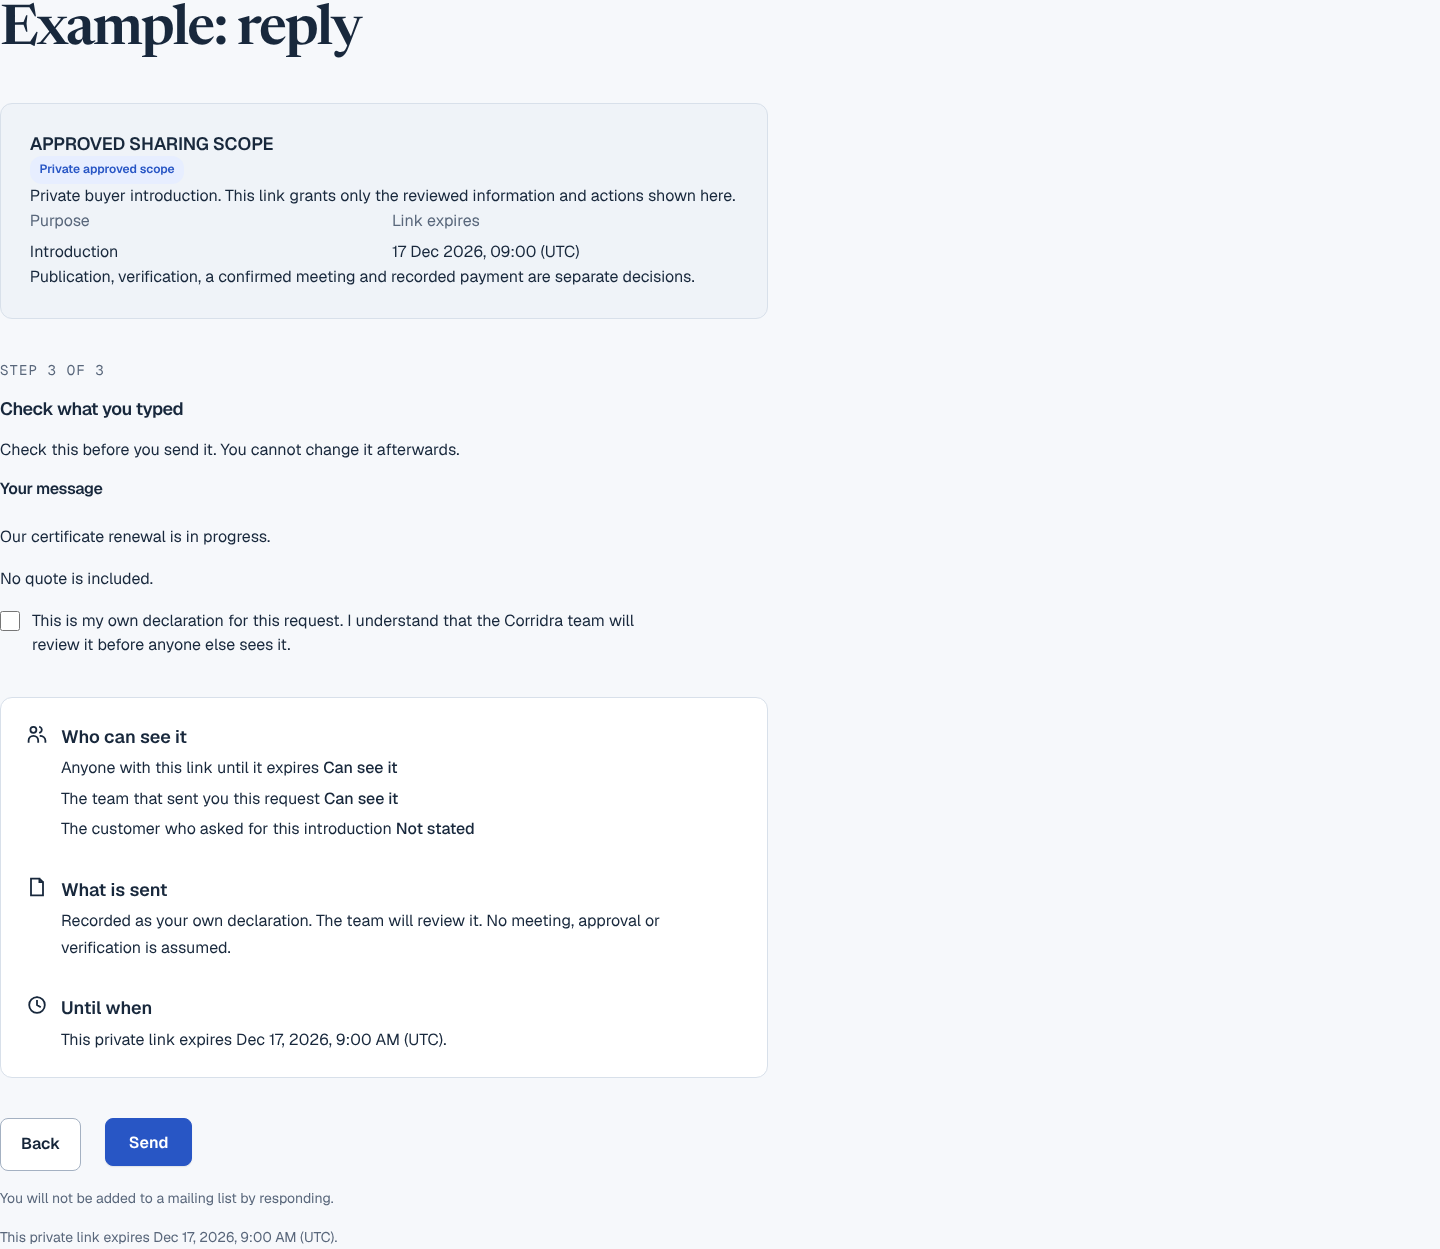 Example: reply
APPROVED SHARING SCOPE
Private approved scope
Private buyer introduction. This link grants only the reviewed information and actions shown here.
Purpose
Link expires
Introduction
17 Dec 2026, 09:00 (UTC)
Publication, verification, a confirmed meeting and recorded payment are separate decisions.
STEP 3 OF 3
Check what you typed
Check this before you send it. You cannot change it afterwards.
Your message
Our certificate renewal is in progress.
No quote is included.
This is my own declaration for this request. I understand that the Corridra team will
review it before anyone else sees it.
Who can see it
Anyone with this link until it expires Can see it
The team that sent you this request Can see it
The customer who asked for this introduction Not stated
What is sent
Recorded as your own declaration. The team will review it. No meeting, approval or
verification is assumed.
Until when
This private link expires Dec 17, 2026, 9:00 AM (UTC).
Back
Send
You will not be added to a mailing list by responding.
This private link expires Dec 17, 2026, 9:00 AM (UTC).